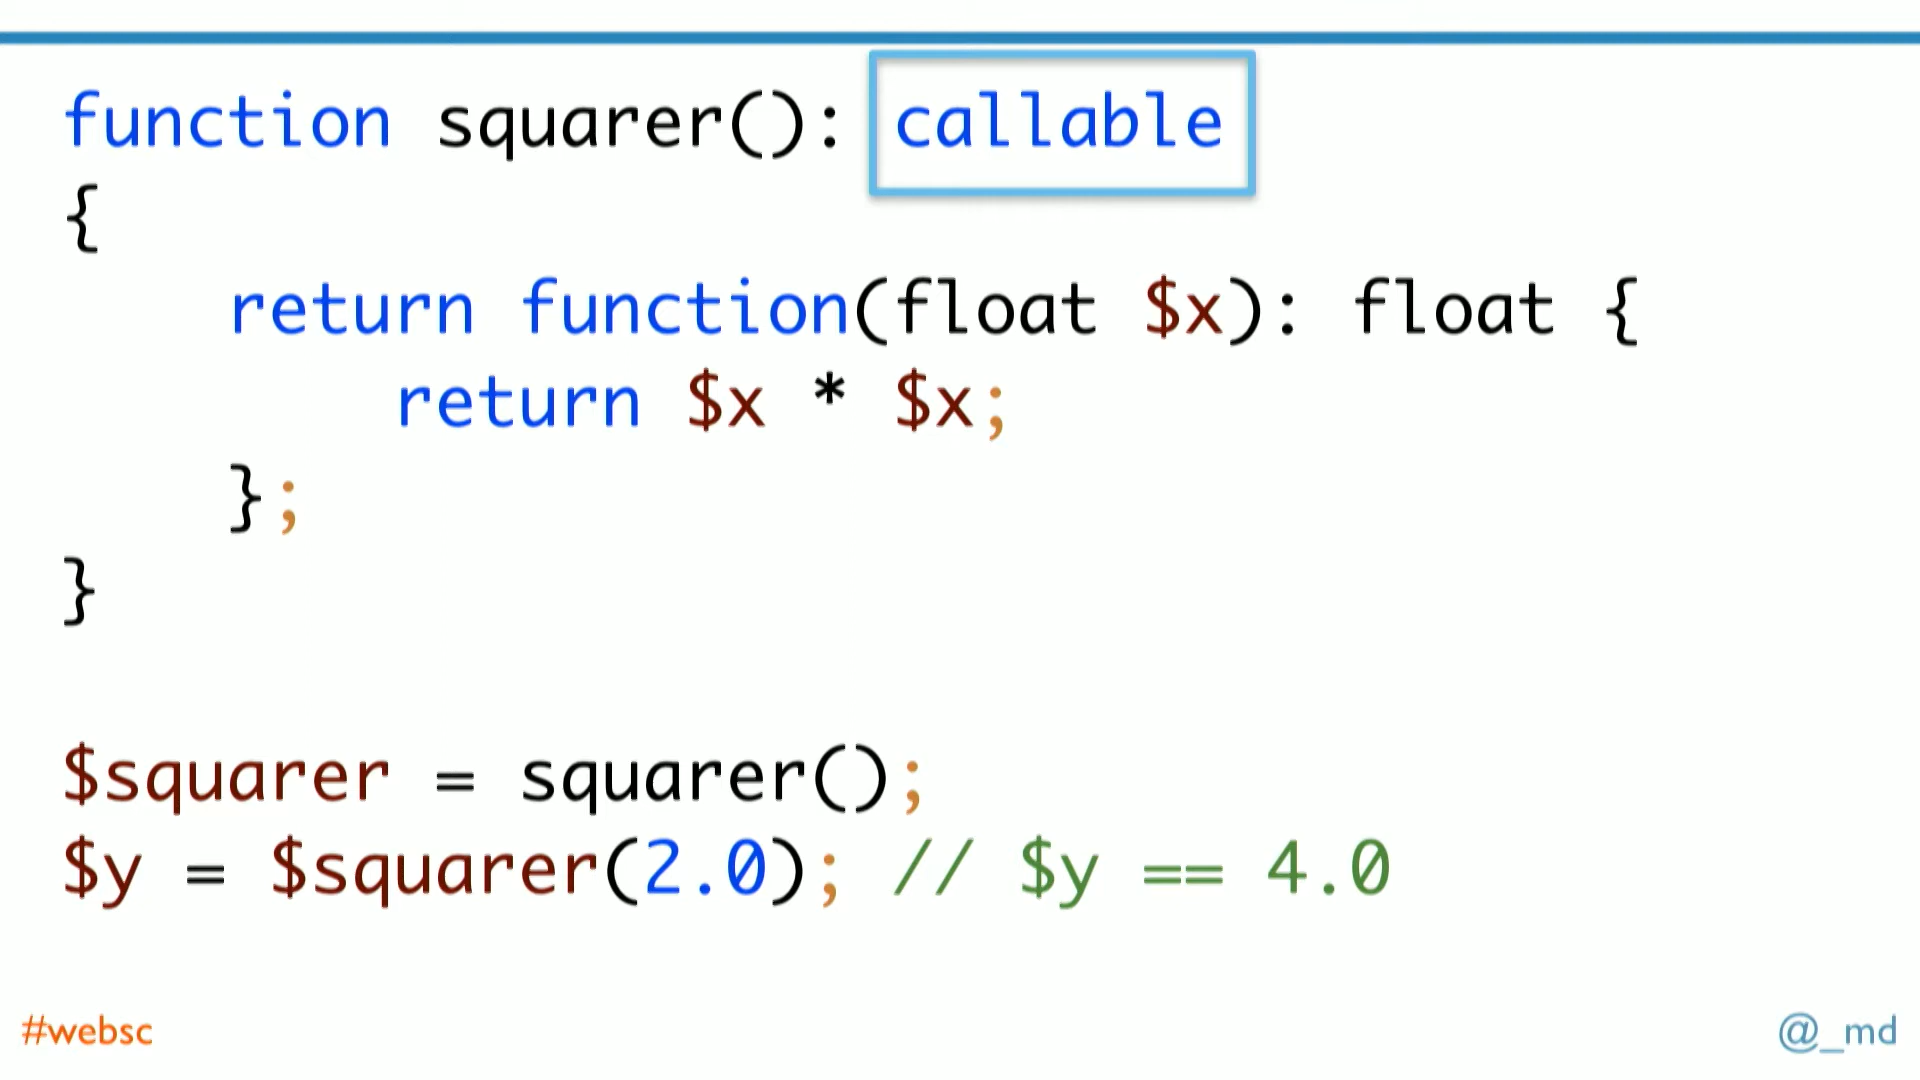 function squarer(): callable
{
    return function(float $x): float {
        return $x * $x;
    };
}
$squarer = squarer();
$y = $squarer(2.0); // $y == 4.0
#websc
@_md